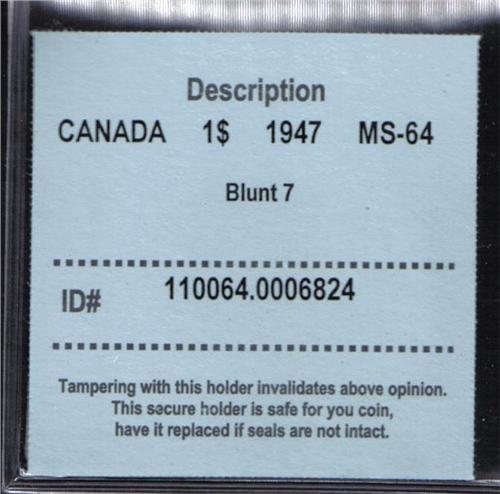 Description
CANADA 1$ 1947 MS-64
Blunt 7
ID# 110064.0006824
Tampering with this holder invalidates above opinion.
This secure holder is safe for you coin,
have it replaced if seals are not intact.